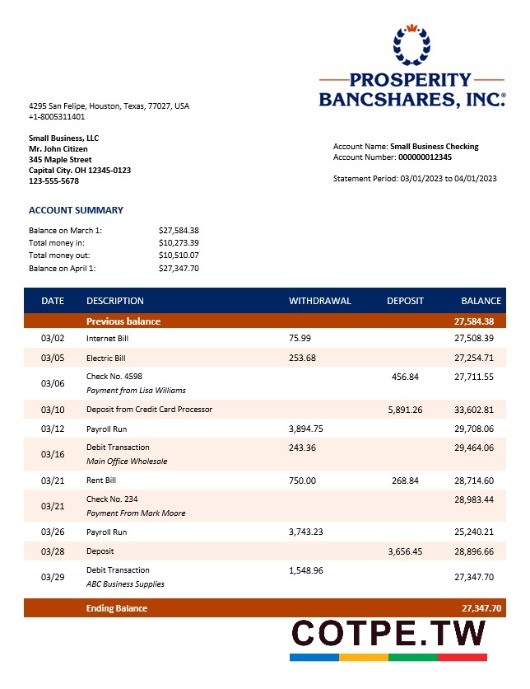 PROSPERITY
BANCSHARES, INC.®
4295 San Felipe, Houston, Texas, 77027, USA
+1-8005311401
Small Business, LLC
Mr. John Citizen
345 Maple Street
Capital City. OH 12345-0123
123-555-5678
Account Name: Small Business Checking
Account Number: 000000012345
Statement Period: 03/01/2023 to 04/01/2023
ACCOUNT SUMMARY
Balance on March 1: $27,584.38
Total money in: $10,273.39
Total money out: $10,510.07
Balance on April 1: $27,347.70
DATE DESCRIPTION WITHDRAWAL DEPOSIT BALANCE
Previous balance 27,584.38
03/02 Internet Bill 75.99 27,508.39
03/05 Electric Bill 253.68 27,254.71
03/06 Check No. 4598 456.84 27,711.55
Payment from Lisa Williams
03/10 Deposit from Credit Card Processor 5,891.26 33,602.81
03/12 Payroll Run 3,894.75 29,708.06
03/16 Debit Transaction 243.36 29,464.06
Main Office Wholesale
03/21 Rent Bill 750.00 268.84 28,714.60
03/21 Check No. 234 28,983.44
Payment From Mark Moore
03/26 Payroll Run 3,743.23 25,240.21
03/28 Deposit 3,656.45 28,896.66
03/29 Debit Transaction 1,548.96 27,347.70
ABC Business Supplies
Ending Balance 27,347.70
COTPE.TW